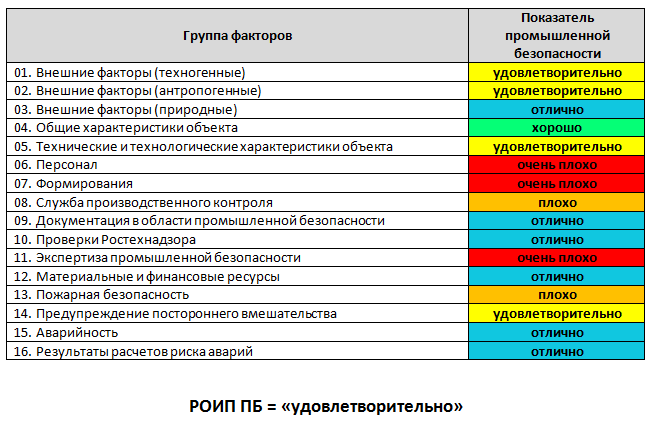 Группа факторов
Показатель
промышленной
безопасности
01. Внешние факторы (техногенные) удовлетворительно
02. Внешние факторы (антропогенные) удовлетворительно
03. Внешние факторы (природные) отлично
04. Общие характеристики объекта хорошо
05. Технические и технологические характеристики объекта удовлетворительно
06. Персонал очень плохо
07. Формирования очень плохо
08. Служба производственного контроля плохо
09. Документация в области промышленной безопасности отлично
10. Проверки Ростехнадзора отлично
11. Экспертиза промышленной безопасности очень плохо
12. Материальные и финансовые ресурсы отлично
13. Пожарная безопасность плохо
14. Предупреждение постороннего вмешательства удовлетворительно
15. Аварийность отлично
16. Результаты расчетов риска аварий отлично
РОИП ПБ = «удовлетворительно»